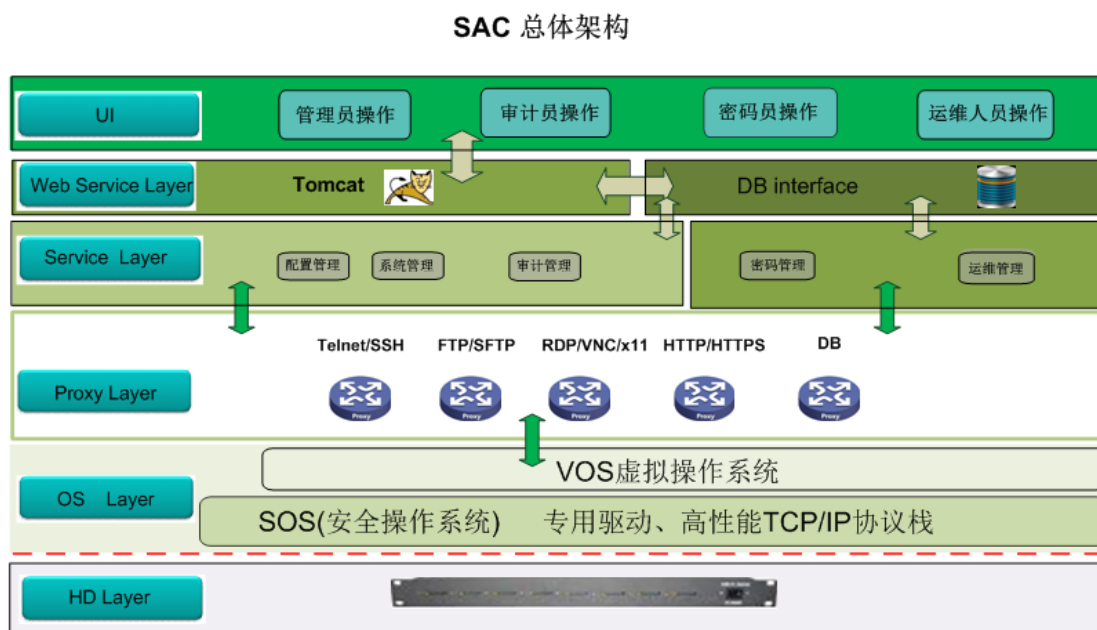 SAC 总体架构
UI
管理员操作
审计员操作
密码员操作
运维人员操作
Web Service Layer
Tomcat
DB interface
Service Layer
配置管理
系统管理
审计管理
密码管理
运维管理
Telnet/SSH
FTP/SFTP
RDP/VNC/x11
HTTP/HTTPS
DB
Proxy Layer
Proxy
Proxy
Proxy
Proxy
Proxy
VOS虚拟操作系统
OS Layer
SOS(安全操作系统) 专用驱动、高性能TCP/IP协议栈
HD Layer